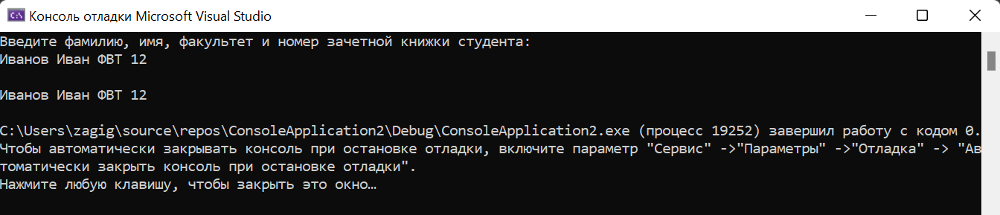 Консоль отладки Microsoft Visual Studio
Введите фамилию, имя, факультет и номер зачетной книжки студента:
Иванов Иван ФВТ 12
Иванов Иван ФВТ 12
C:\Users\zagig\source\repos\ConsoleApplication2\Debug\ConsoleApplication2.exe (процесс 19252) завершил работу с кодом 0.
Чтобы автоматически закрывать консоль при остановке отладки, включите параметр "Сервис" ->"Параметры" ->"Отладка" -> "Ав
томатически закрыть консоль при остановке отладки".
Нажмите любую клавишу, чтобы закрыть это окно…